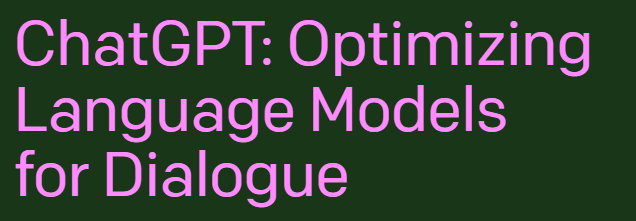 ChatGPT: Optimizing
Language Models
for Dialogue